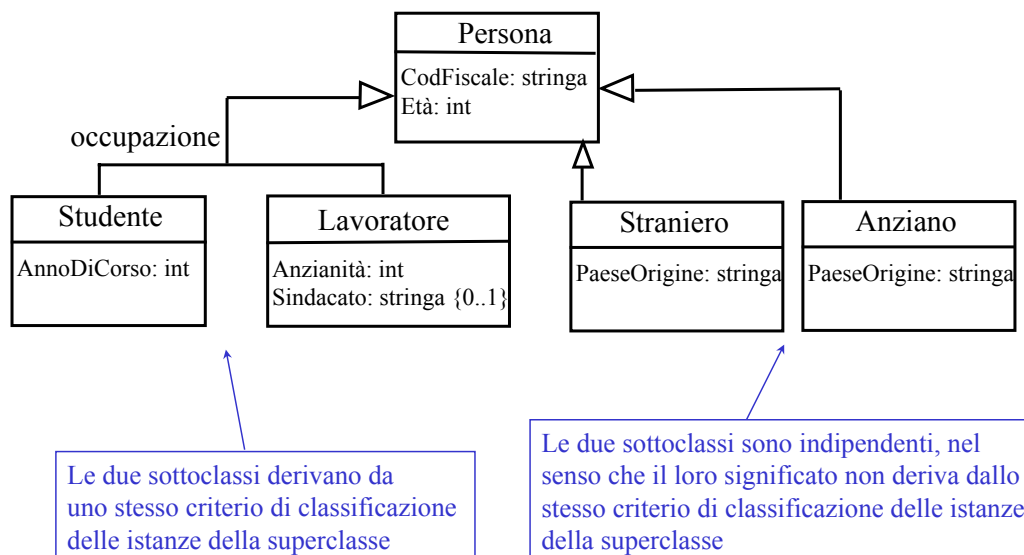 Persona
CodFiscale: stringa
Età: int
occupazione
Studente
AnnoDiCorso: int
Lavoratore
Anzianità: int
Sindacato: stringa {0..1}
Straniero
PaeseOrigine: stringa
Anziano
PaeseOrigine: stringa
Le due sottoclassi derivano da
uno stesso criterio di classificazione
delle istanze della superclasse
Le due sottoclassi sono indipendenti, nel
senso che il loro significato non deriva dallo
stesso criterio di classificazione delle istanze
della superclasse